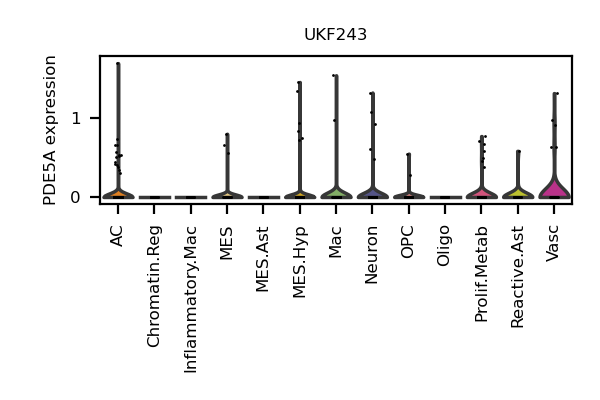 UKF243
PDE5A expression
1
0
AC
Chromatin.Reg
Inflammatory.Mac
MES
MES.Ast
MES.Hyp
Mac
Neuron
OPC
Oligo
Prolif.Metab
Reactive.Ast
Vasc